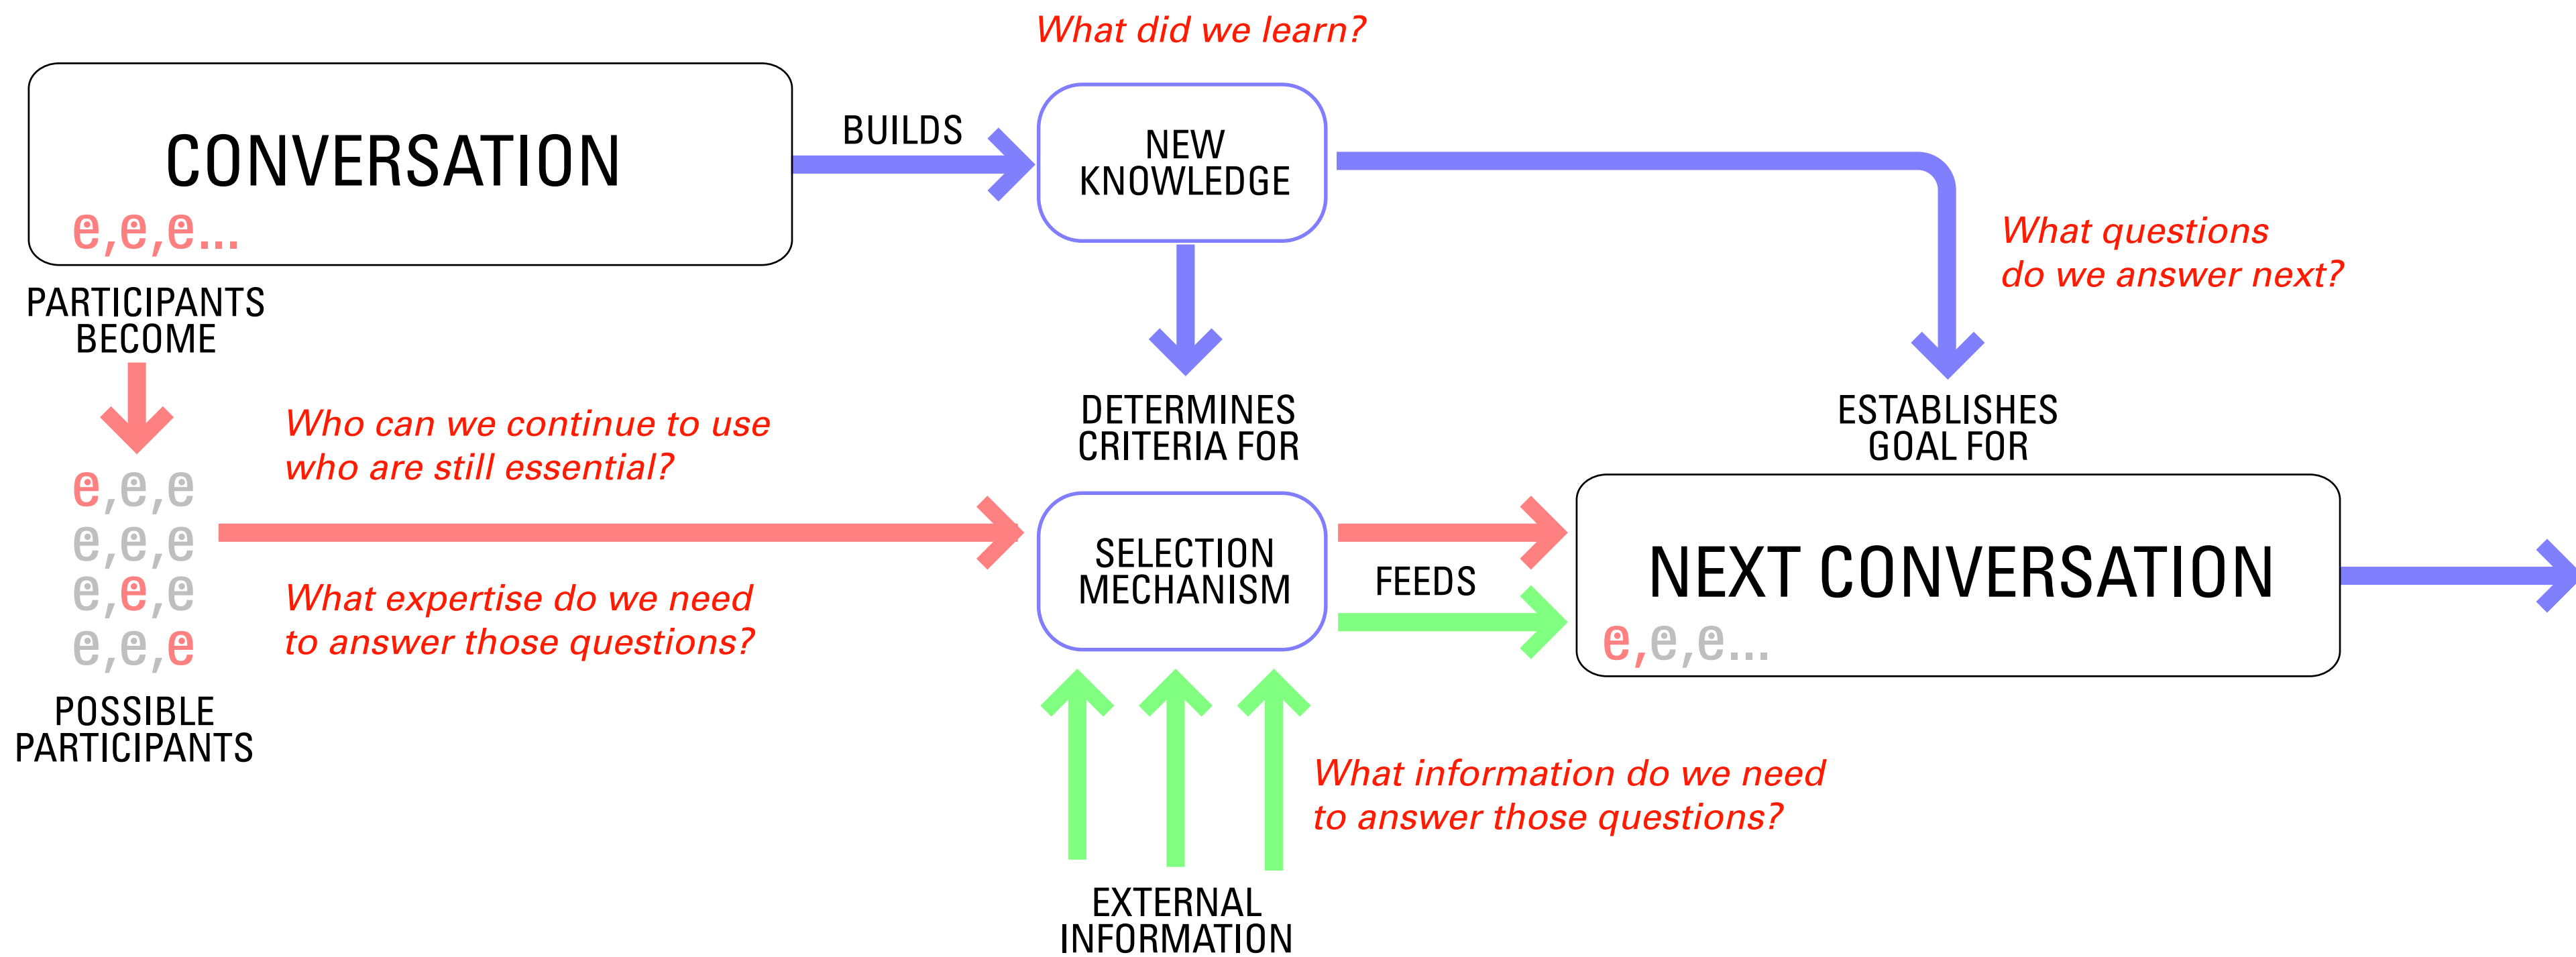 What did we learn?
CONVERSATION
e,e,e...
BUILDS
NEW
KNOWLEDGE
What questions
do we answer next?
PARTICIPANTS
BECOME
Who can we continue to use
who are still essential?
DETERMINES
CRITERIA FOR
ESTABLISHES
GOAL FOR
e,e,e
e,e,e
e,e,e
e,e,e
What expertise do we need
to answer those questions?
SELECTION
MECHANISM
FEEDS
NEXT CONVERSATION
e,e,e...
POSSIBLE
PARTICIPANTS
What information do we need
to answer those questions?
EXTERNAL
INFORMATION